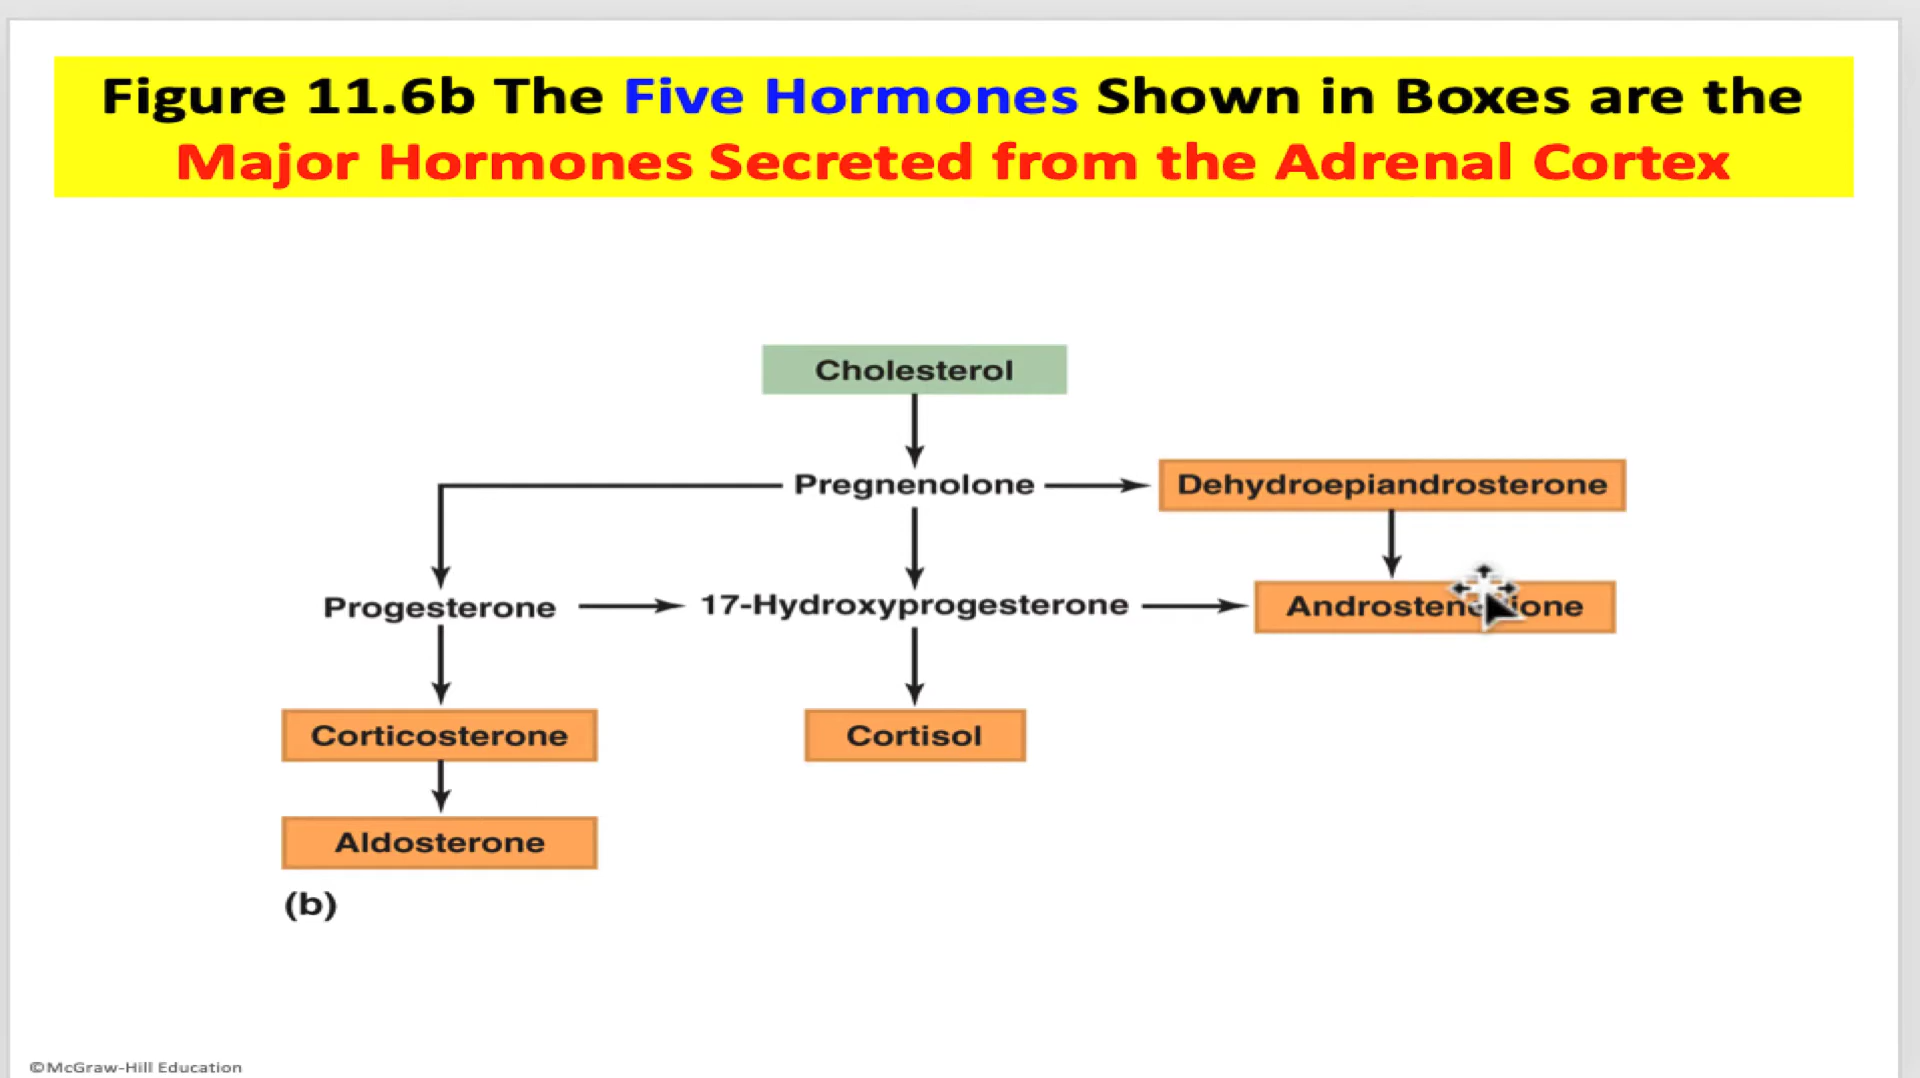 Figure 11.6b The Five Hormones Shown in Boxes are the
Major Hormones Secreted from the Adrenal Cortex
Cholesterol
Pregnenolone
Dehydroepiandrosterone
Progesterone
17-Hydroxyprogesterone
Corticosterone
Cortisol
Aldosterone
(b)
©McGraw-Hill Education